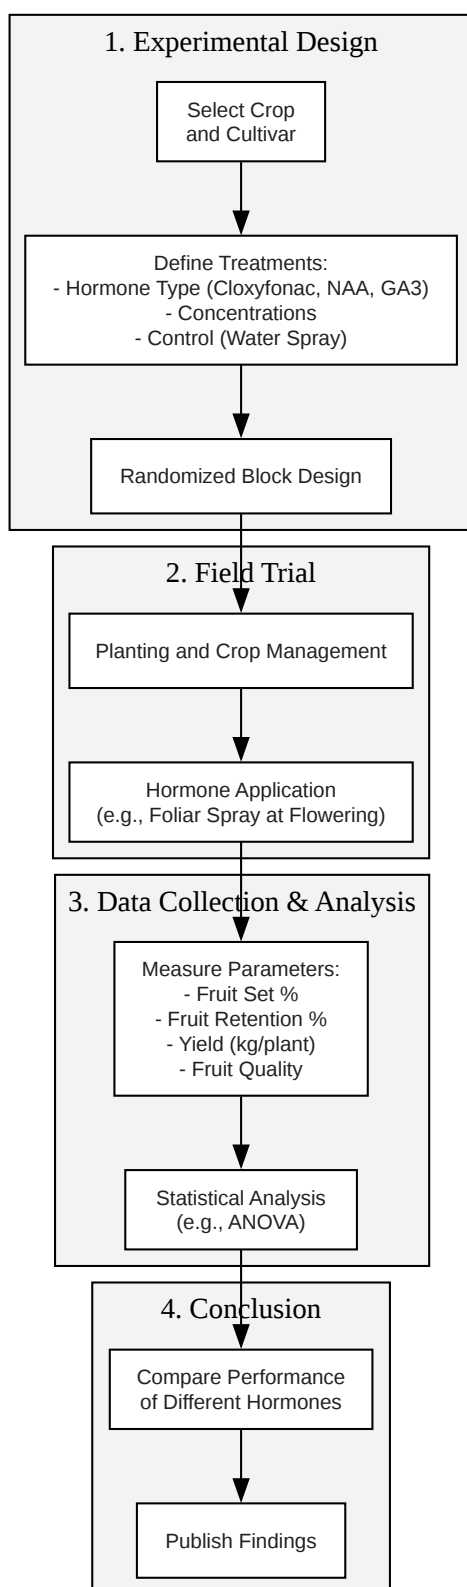 1. Experimental Design
Select Crop
and Cultivar
Define Treatments:
- Hormone Type (Cloxyfonac, NAA, GA3)
- Concentrations
- Control (Water Spray)
Randomized Block Design
2. Field Trial
Planting and Crop Management
Hormone Application
(e.g., Foliar Spray at Flowering)
3. Data Collection & Analysis
Measure Parameters:
- Fruit Set %
- Fruit Retention %
- Yield (kg/plant)
- Fruit Quality
Statistical Analysis
(e.g., ANOVA)
4. Conclusion
Compare Performance
of Different Hormones
Publish Findings